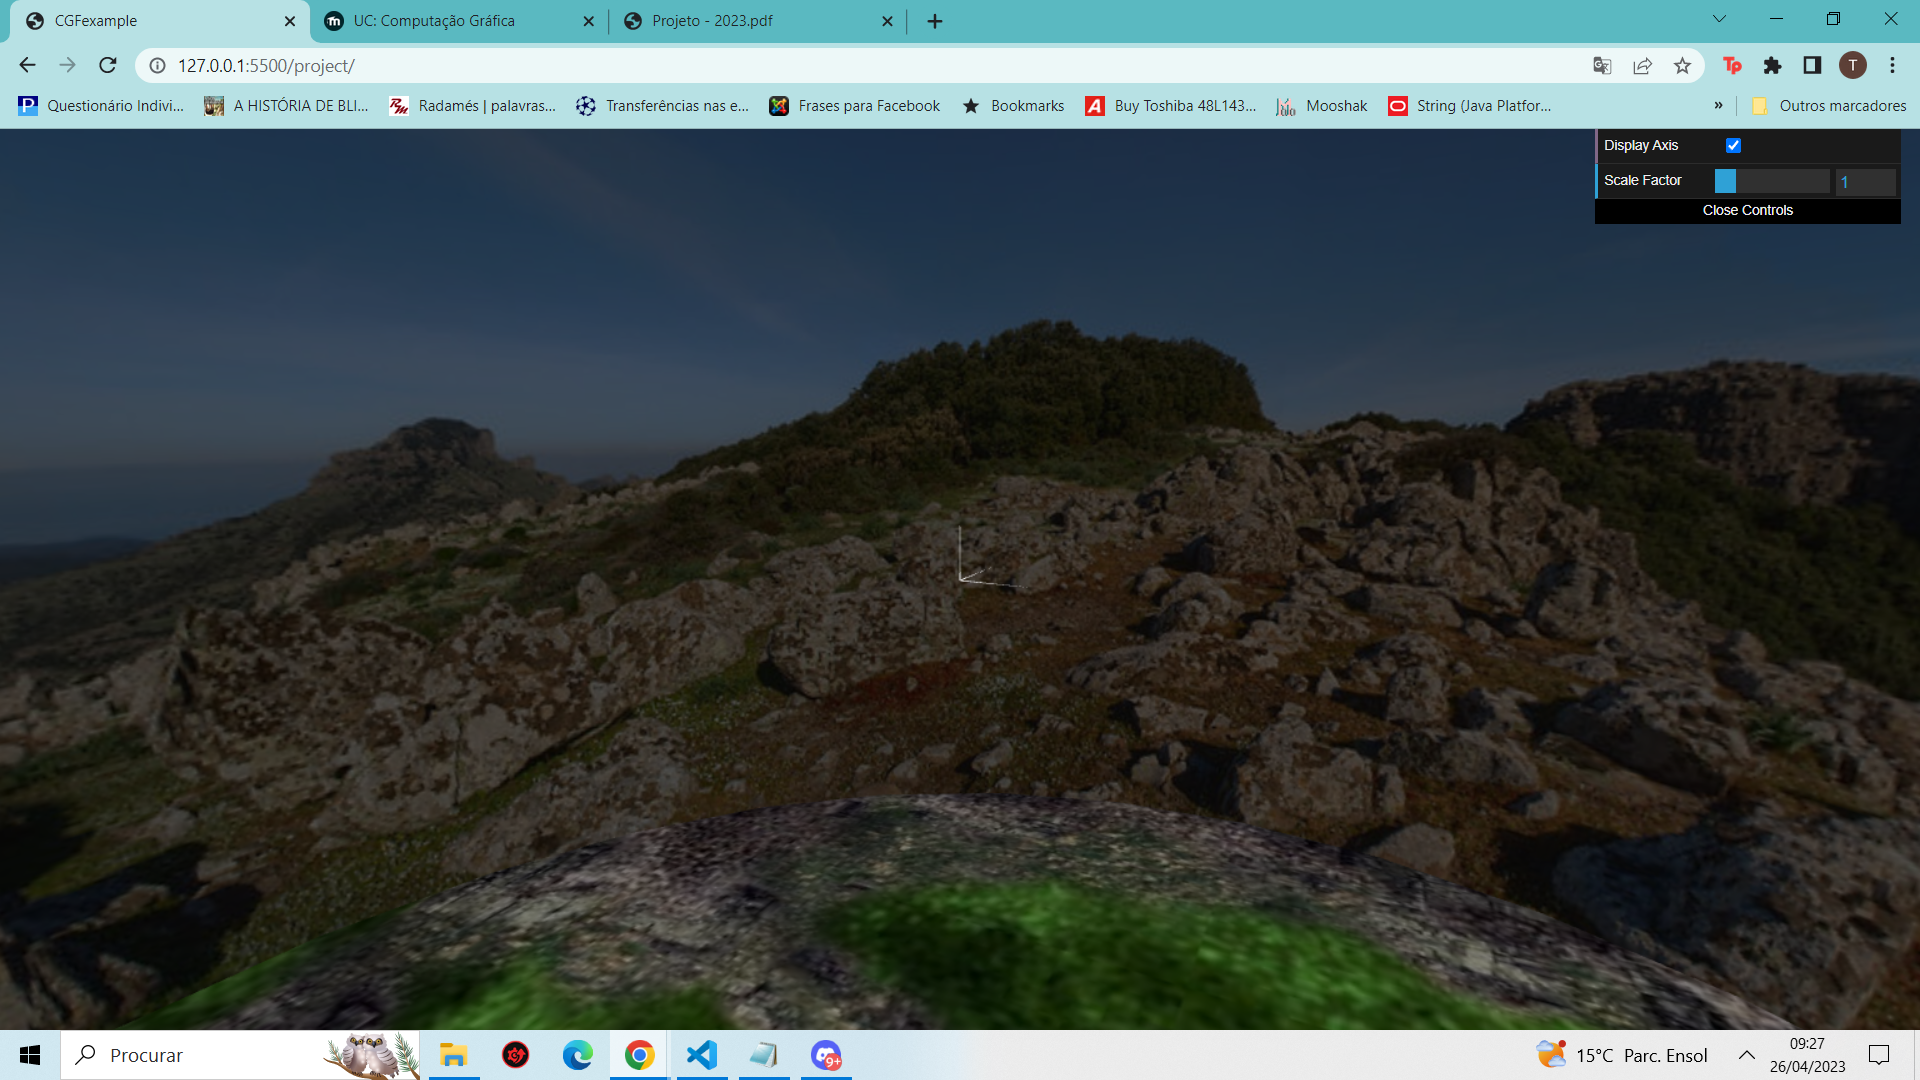 CGFexample
UC: Computação Gráfica
Projeto - 2023.pdf
127.0.0.1:5500/project/
T
Questionário Indivi...
A HISTÓRIA DE BLI...
Radamés | palavras...
Transferências nas e...
Frases para Facebook
Bookmarks
Buy Toshiba 48L143...
Mooshak
String (Java Platfor...
»
Outros marcadores
Display Axis
Scale Factor
1
Close Controls
Procurar
9+
15°C Parc. Ensol
09:27
26/04/2023